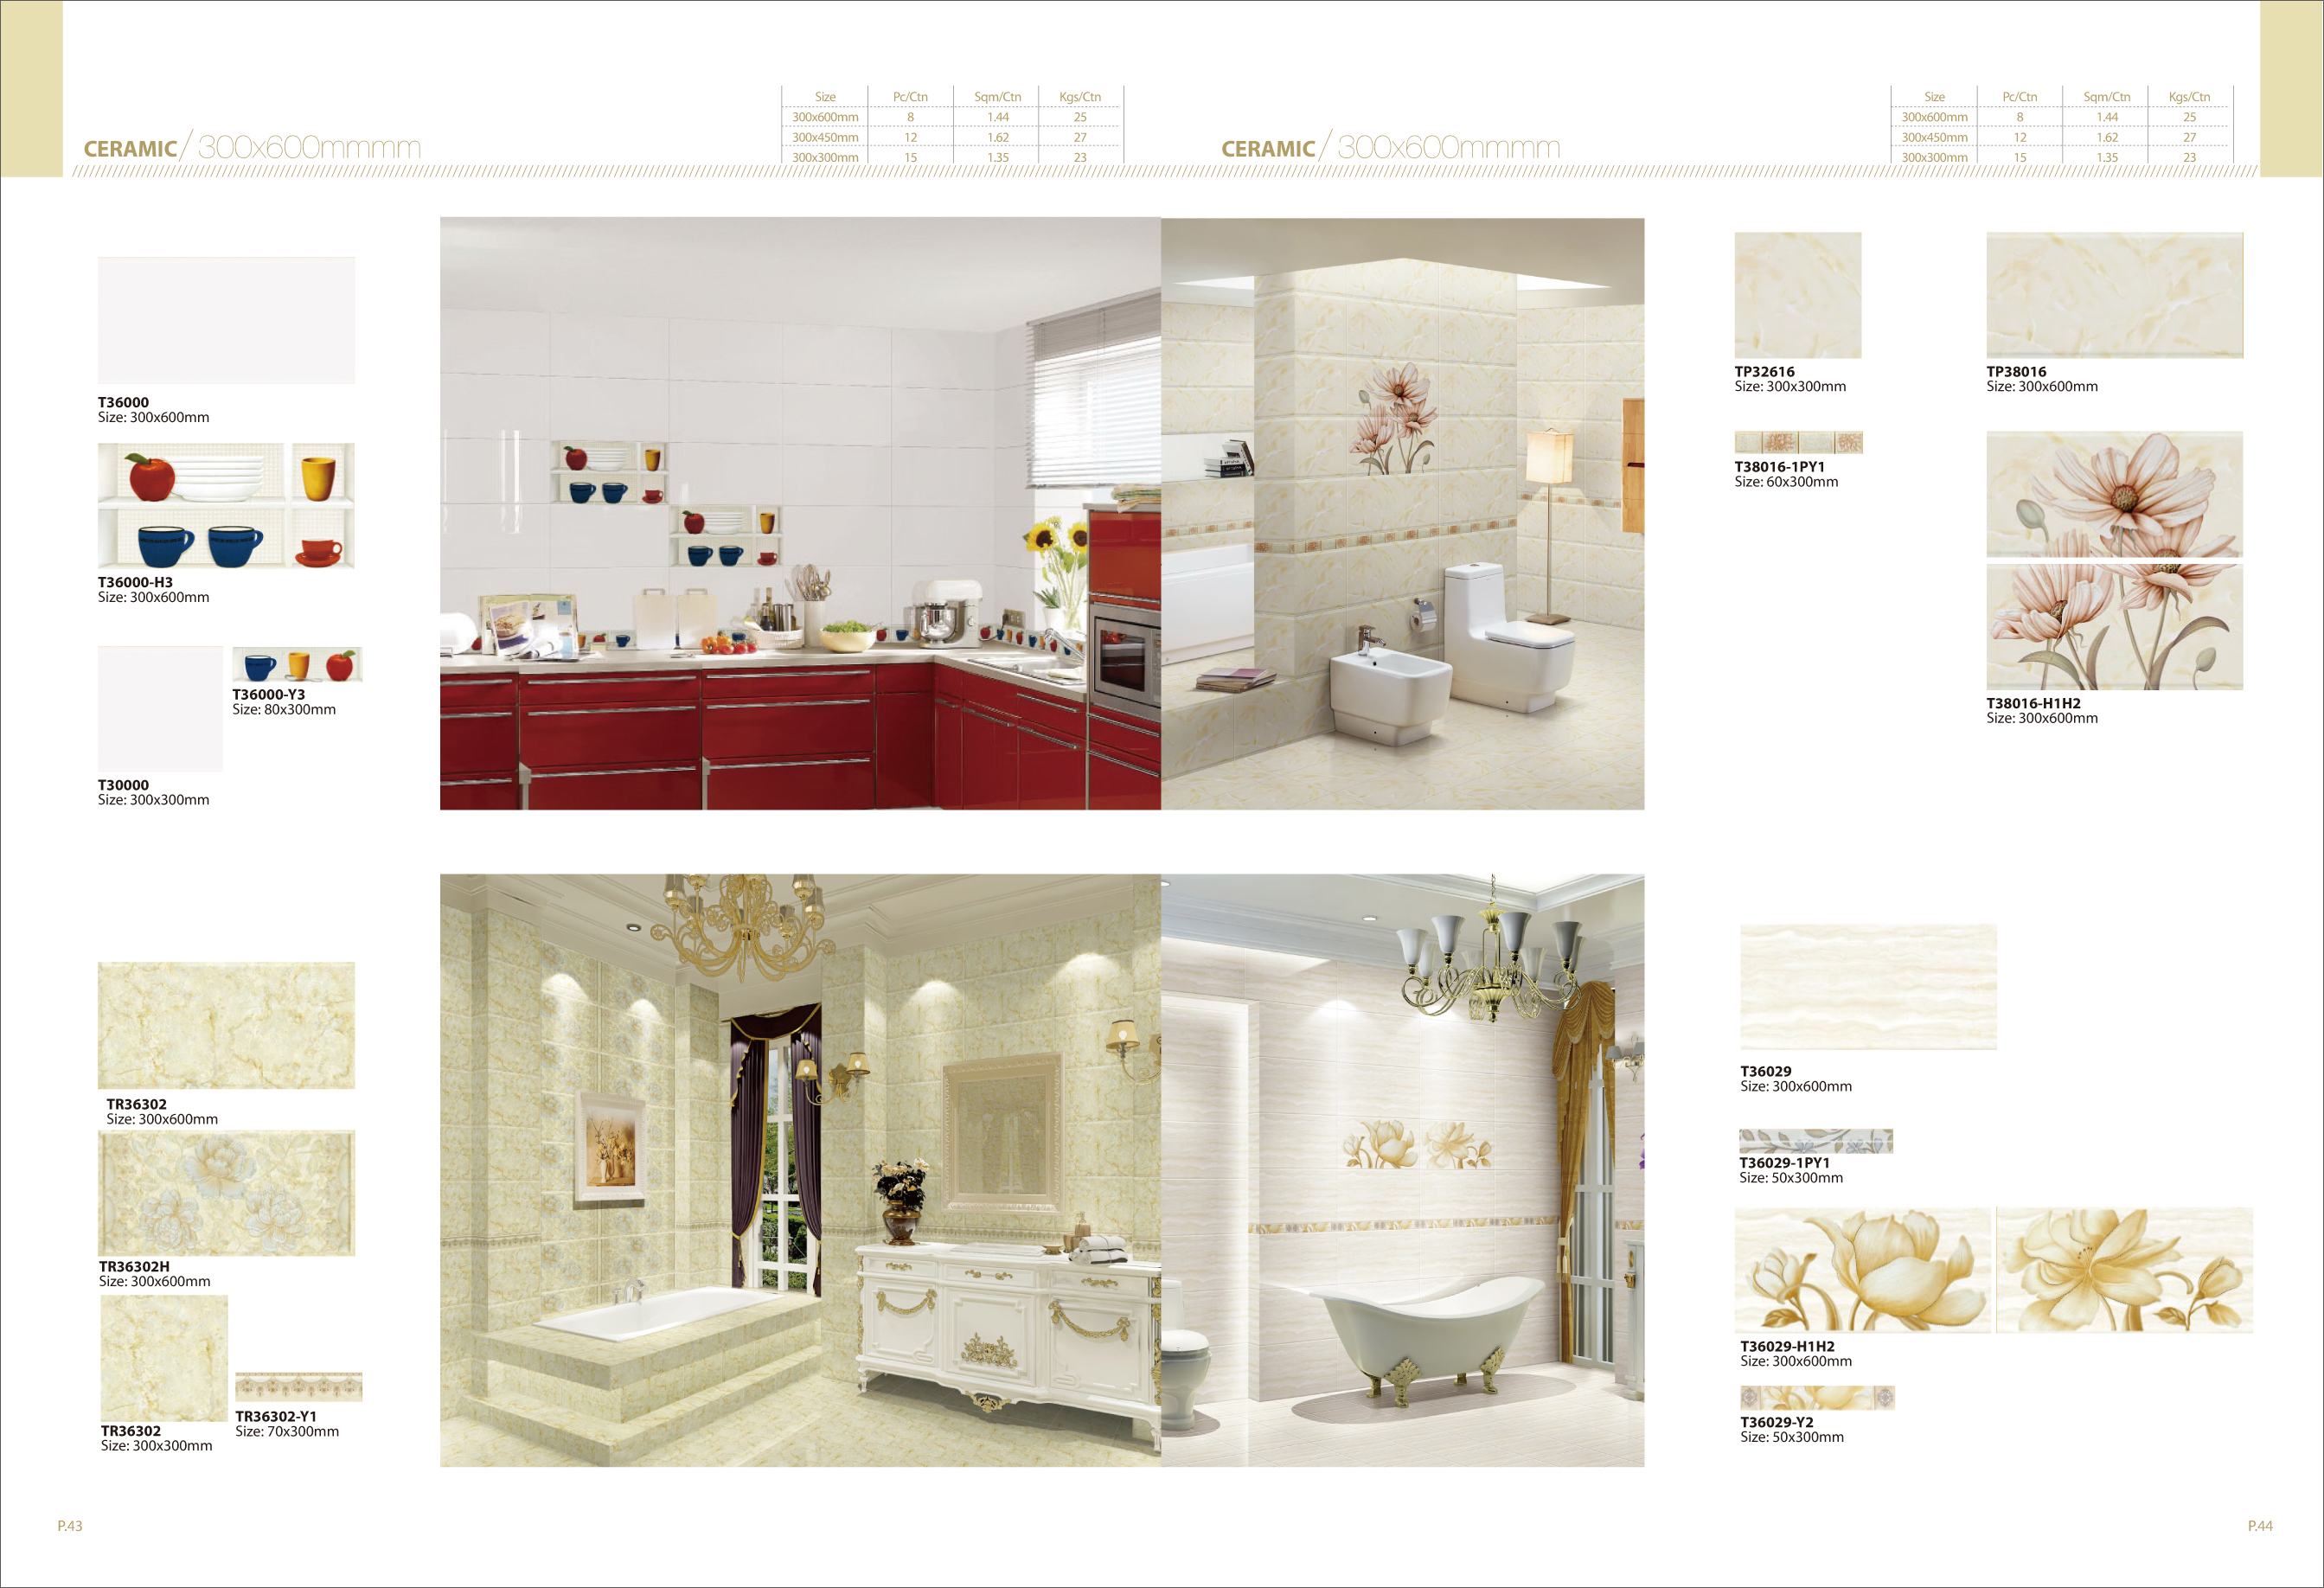 CERAMIC/300x600mmmm
Size Pc/Ctn Sqm/Ctn Kgs/Ctn
300x600mm 8 1.44 25
300x450mm 12 1.62 27
300x300mm 15 1.35 23
T36000
Size: 300x600mm
T36000-H3
Size: 300x600mm
T36000-Y3
Size: 80x300mm
T30000
Size: 300x300mm
TR36302
Size: 300x600mm
TR36302H
Size: 300x600mm
TR36302
Size: 300x300mm
TR36302-Y1
Size: 70x300mm
P.43
CERAMIC/300x600mmmm
Size Pc/Ctn Sqm/Ctn Kgs/Ctn
300x600mm 8 1.44 25
300x450mm 12 1.62 27
300x300mm 15 1.35 23
TP32616
Size: 300x300mm
TP38016
Size: 300x600mm
T38016-1PY1
Size: 60x300mm
T38016-H1H2
Size: 300x600mm
T36029
Size: 300x600mm
T36029-1PY1
Size: 50x300mm
T36029-H1H2
Size: 300x600mm
T36029-Y2
Size: 50x300mm
P.44